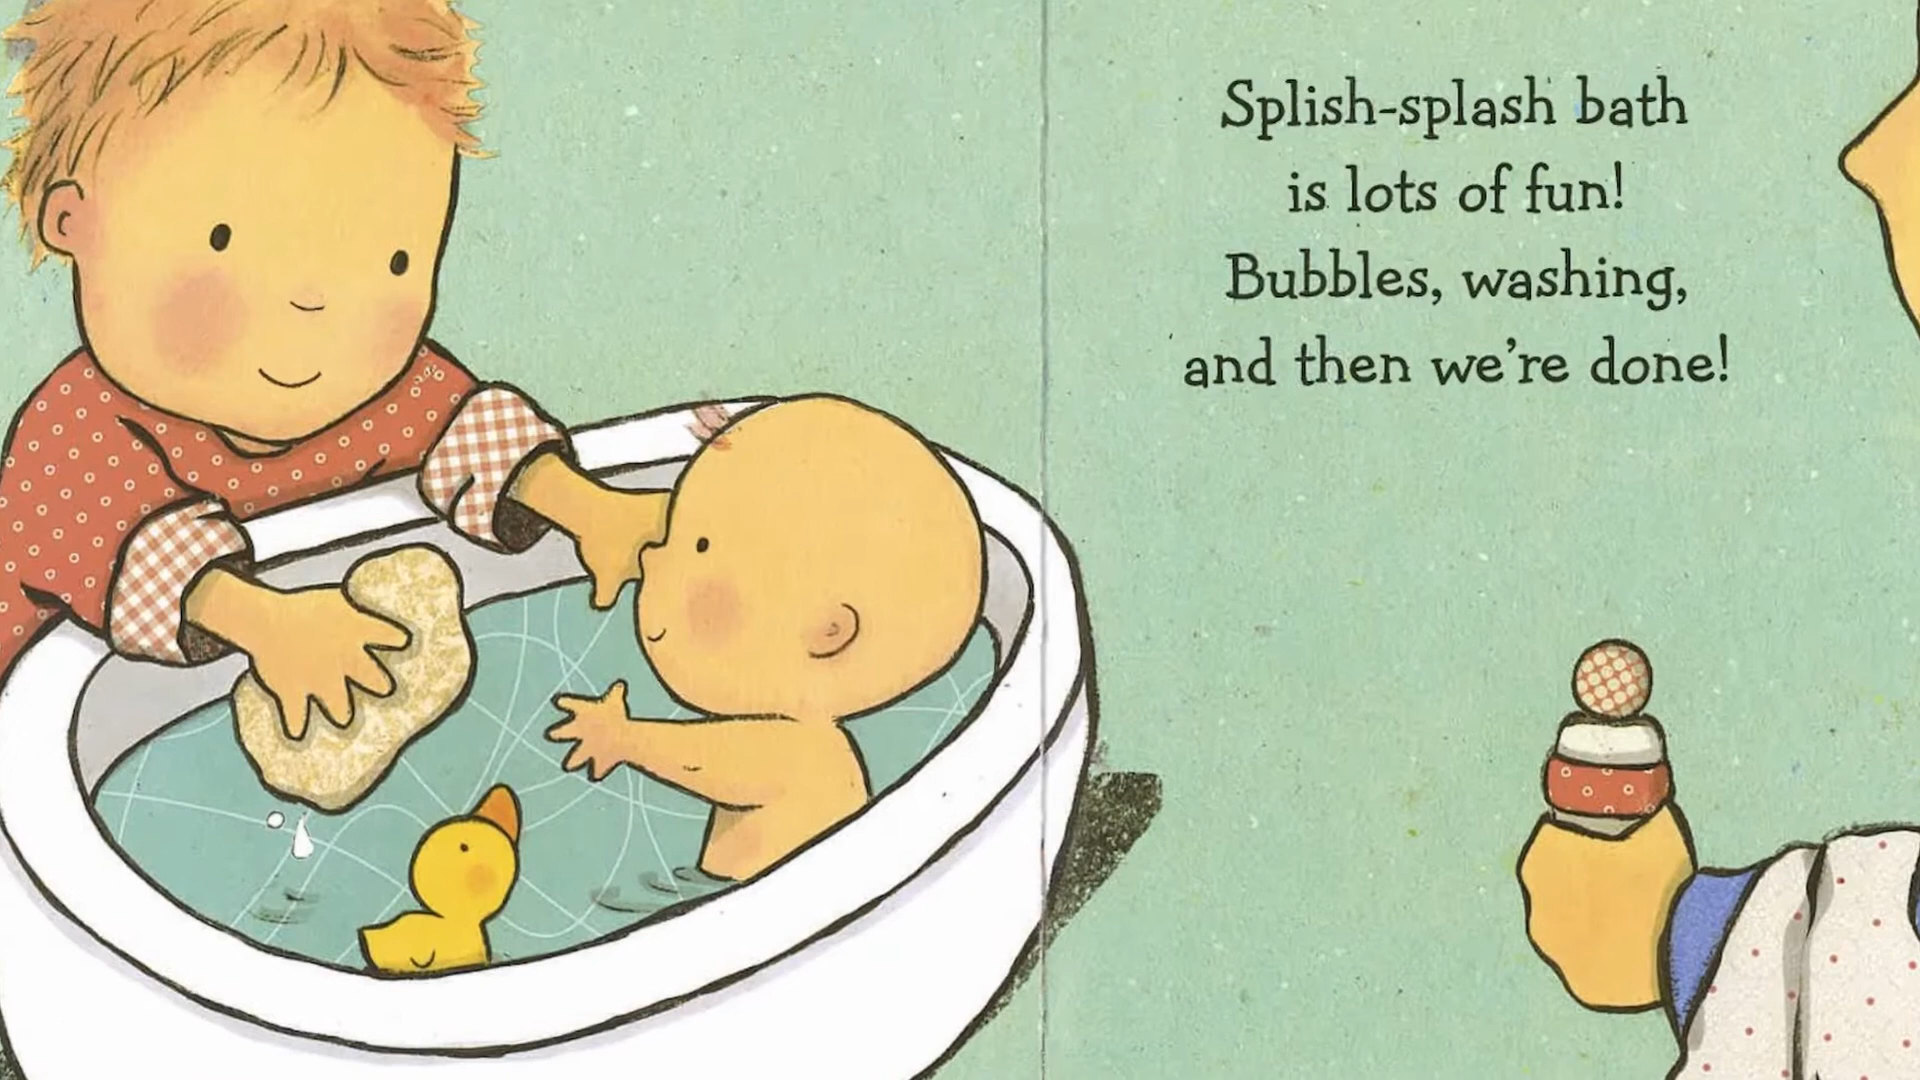 Splish-splash bath
is lots of fun!
Bubbles, washing,
and then we're done!